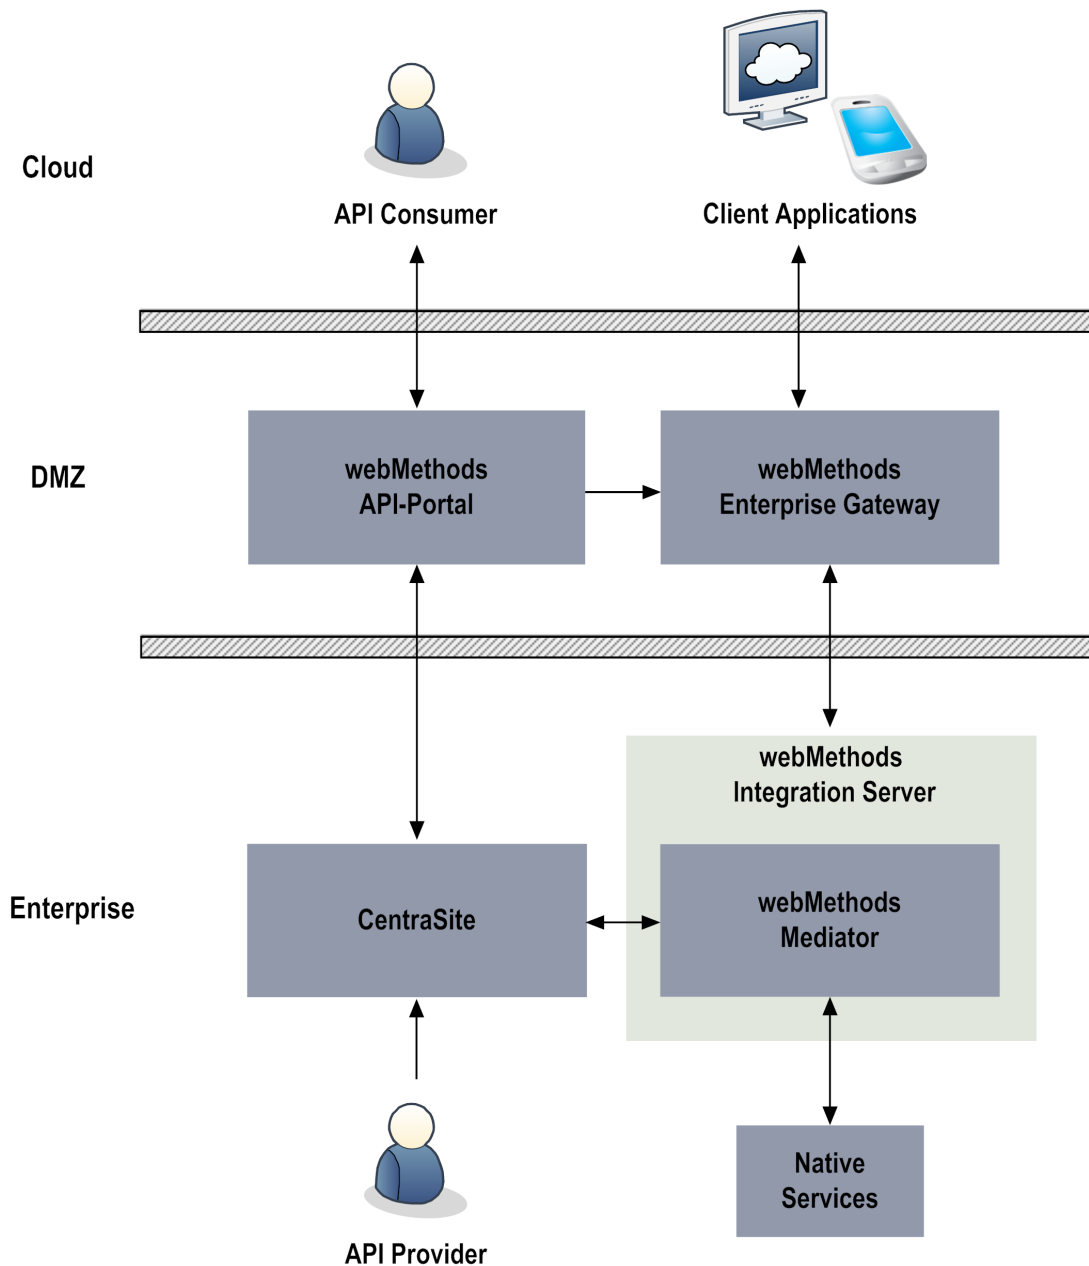 Cloud
API Consumer
Client Applications
DMZ
webMethods
API-Portal
webMethods
Enterprise Gateway
webMethods
Integration Server
Enterprise
CentraSite
webMethods
Mediator
Native
Services
API Provider